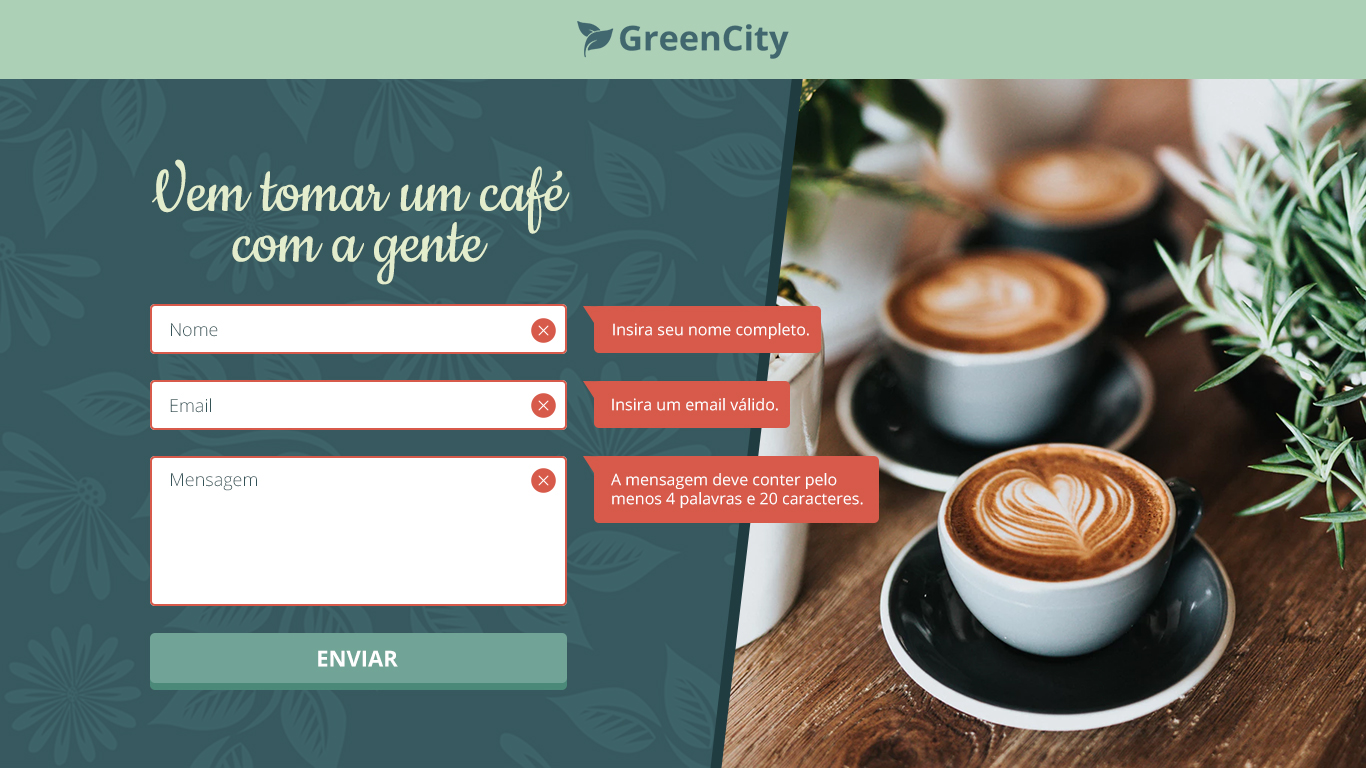 GreenCity
Vem tomar um café
com a gente
Nome
Insira seu nome completo.
Email
Insira um email válido.
Mensagem
A mensagem deve conter pelo
menos 4 palavras e 20 caracteres.
ENVIAR